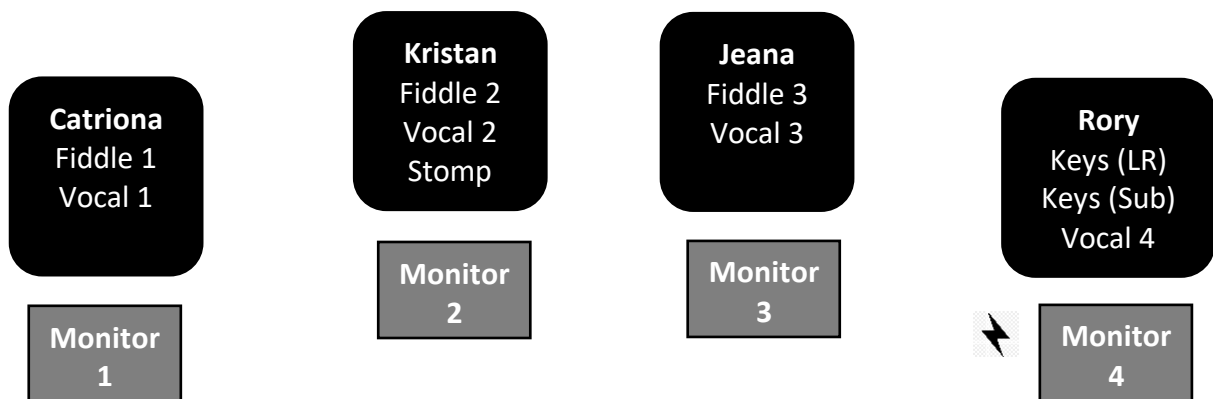 Catriona
Fiddle 1
Vocal 1
Kristan
Fiddle 2
Vocal 2
Stomp
Jeana
Fiddle 3
Vocal 3
Rory
Keys (LR)
Keys (Sub)
Vocal 4
Monitor
1
Monitor
2
Monitor
3
Monitor
4